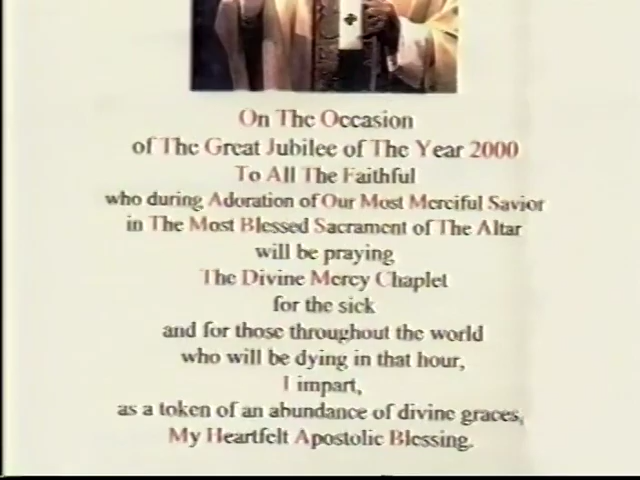 On The Occasion
of The Great Jubilee of The Year 2000
To All The Faithful
who during Adoration of Our Most Merciful Savior
in The Most Blessed Sacrament of The Altar
will be praying
The Divine Mercy Chaplet
for the sick
and for those throughout the world
who will be dying in that hour,
I impart,
as a token of an abundance of divine graces,
My Heartfelt Apostolic Blessing.